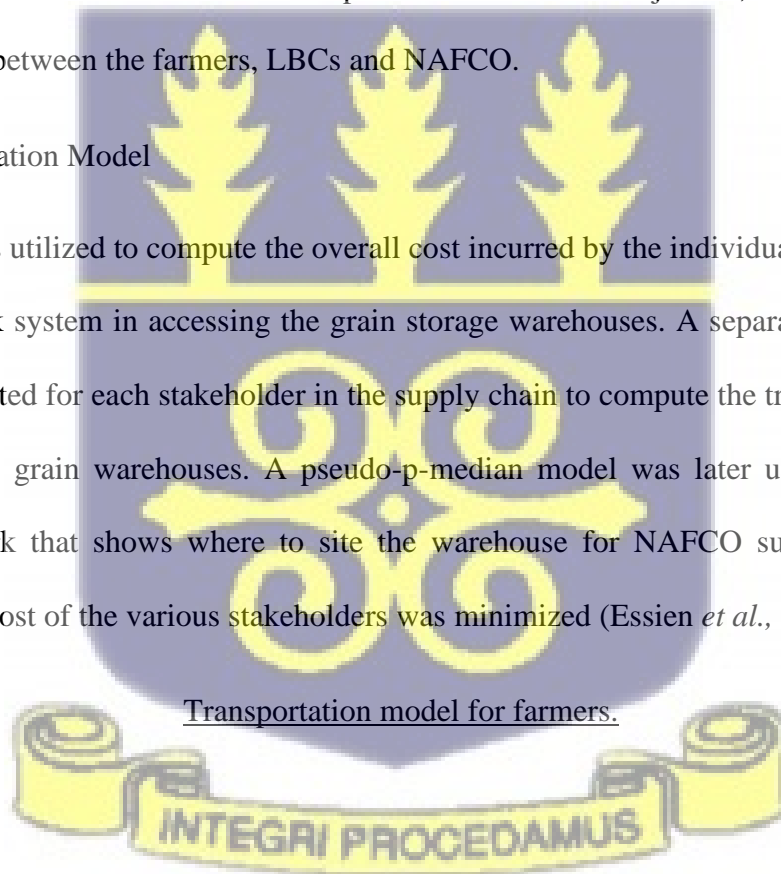 between the farmers, LBCs and NAFCO.
ation Model
utilized to compute the overall cost incurred by the individua
system in accessing the grain storage warehouses. A separa
ted for each stakeholder in the supply chain to compute the tr
grain warehouses. A pseudo-p-median model was later u
k that shows where to site the warehouse for NAFCO su
ost of the various stakeholders was minimized (Essien et al.,
Transportation model for farmers.
INTEGRI PROCEDAMUS